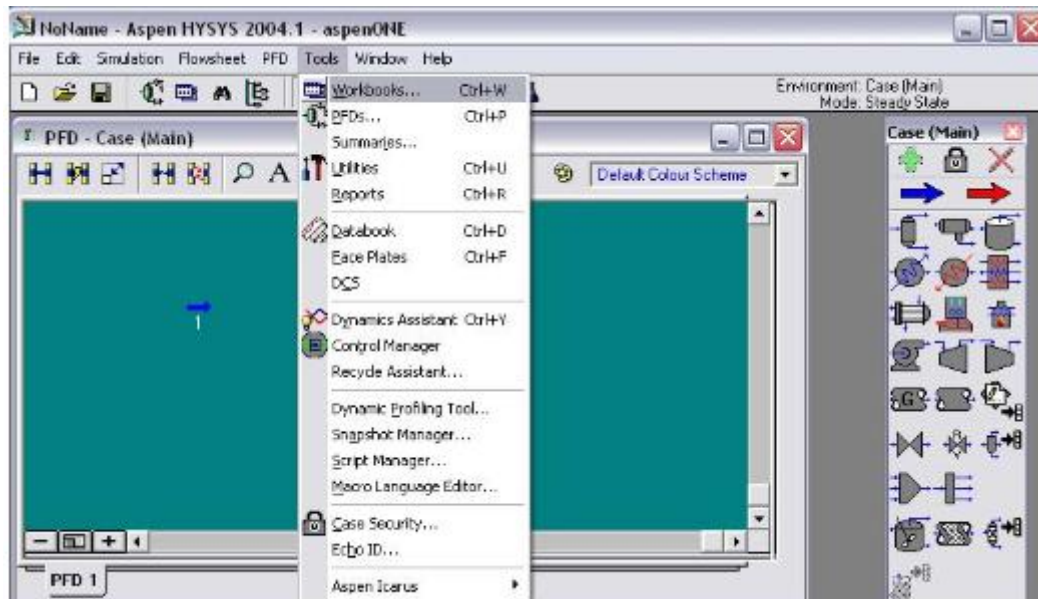 NoName - Aspen HYSYS 2004.1 - aspenONE
File Edit Simulation Flowsheet PFD Tools Window Help
Environment: Case (Main)
Mode: Steady State
PFD - Case (Main)
A
Default Colour Scheme
1
PFD 1
Workbooks... Ctrl+W
PFDs... Ctrl+P
Summaries...
Utilities Ctrl+U
Reports Ctrl+R
Databook Ctrl+D
Face Plates Ctrl+F
DCS
Dynamics Assistant Ctrl+Y
Control Manager
Recycle Assistant...
Dynamic Profiling Tool...
Snapshot Manager...
Script Manager...
Macro Language Editor...
Case Security...
Echo ID...
Aspen Icarus
Case (Main)
G